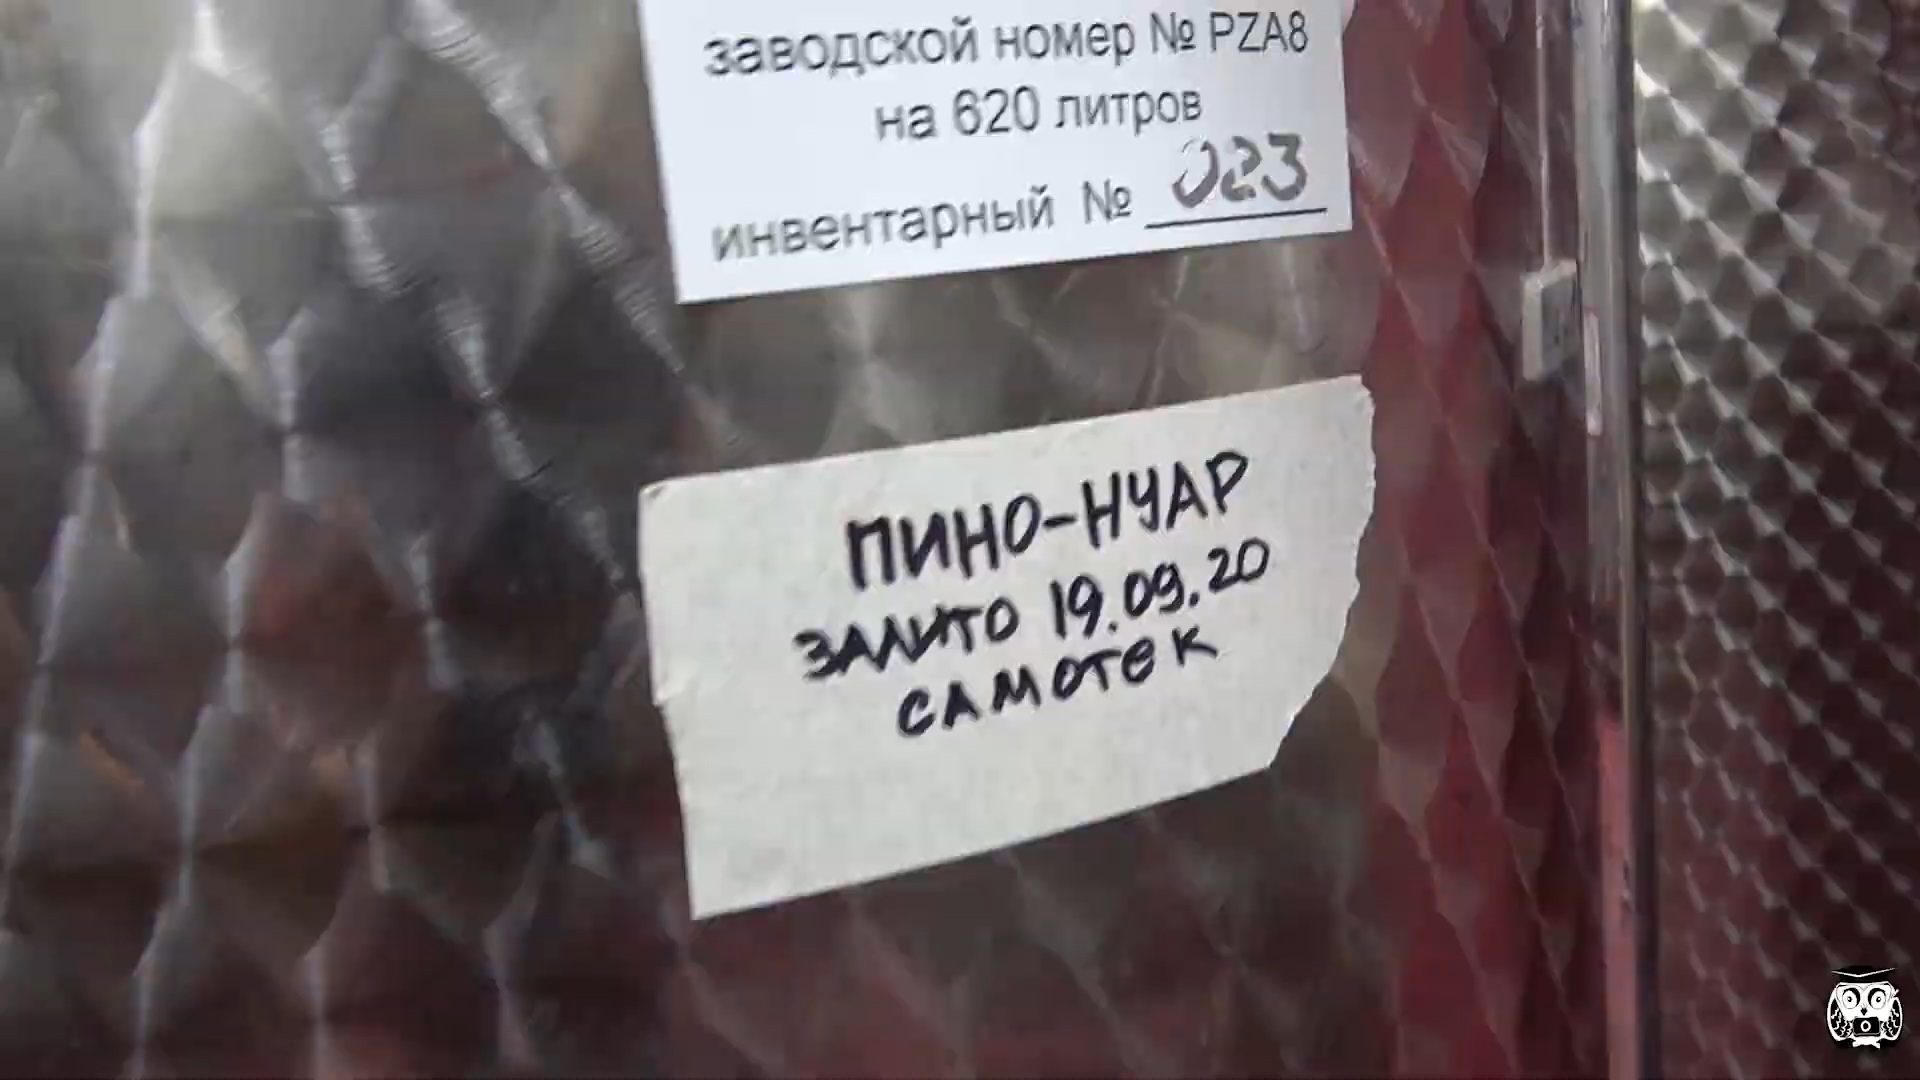 заводской номер № PZA8
на 620 литров
инвентарный № 023
ПИНО-НУАР
ЗАЛИТО 19.09.20
САМОТЕК